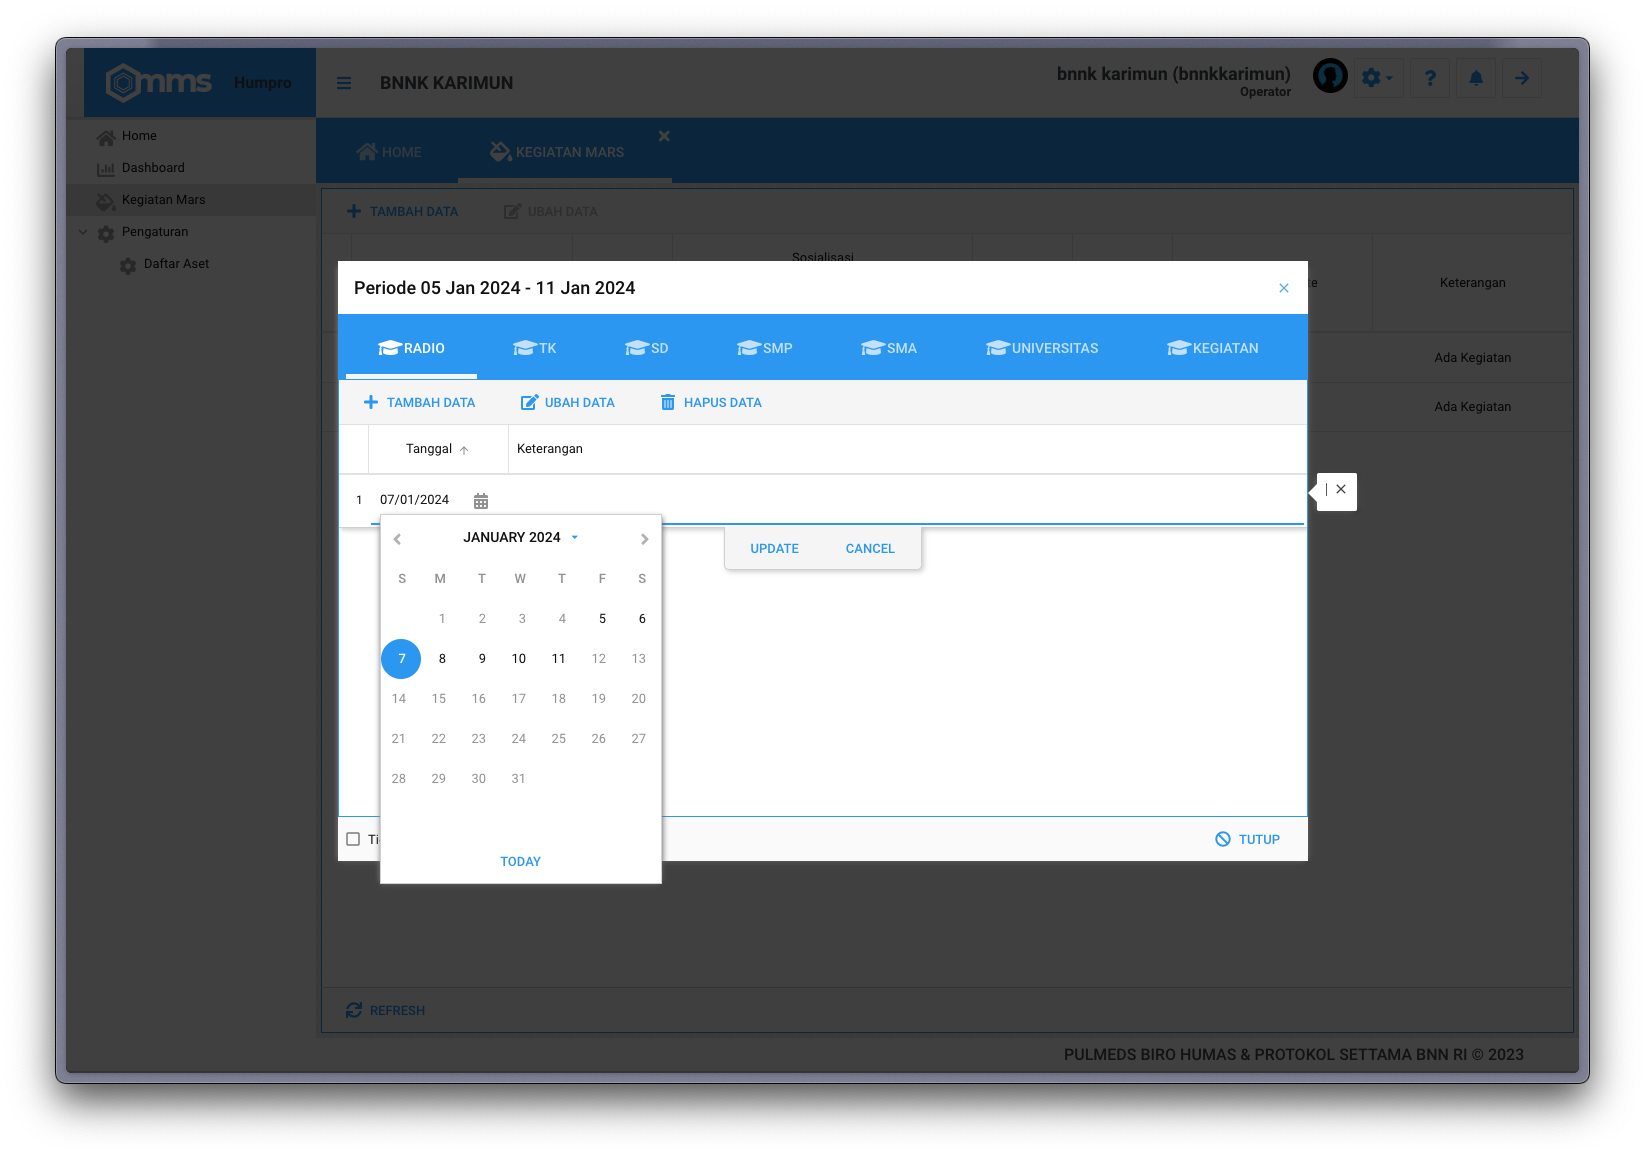 mms Humpro
BNNK KARIMUN
bnnk karimun (bnnkkarimun)
Operator
?
Home
Dashboard
Kegiatan Mars
Pengaturan
Daftar Aset
HOME
KEGIATAN MARS
TAMBAH DATA UBAH DATA
Sosialisasi
Keterangan
Ada Kegiatan
Ada Kegiatan
Periode 05 Jan 2024 - 11 Jan 2024
RADIO TK SD SMP SMA UNIVERSITAS KEGIATAN
TAMBAH DATA UBAH DATA HAPUS DATA
Tanggal Keterangan
1 07/01/2024
JANUARY 2024
S M T W T F S
1 2 3 4 5 6
7 8 9 10 11 12 13
14 15 16 17 18 19 20
21 22 23 24 25 26 27
28 29 30 31
TODAY
UPDATE CANCEL
TUTUP
REFRESH
PULMEDS BIRO HUMAS & PROTOKOL SETTAMA BNN RI © 2023